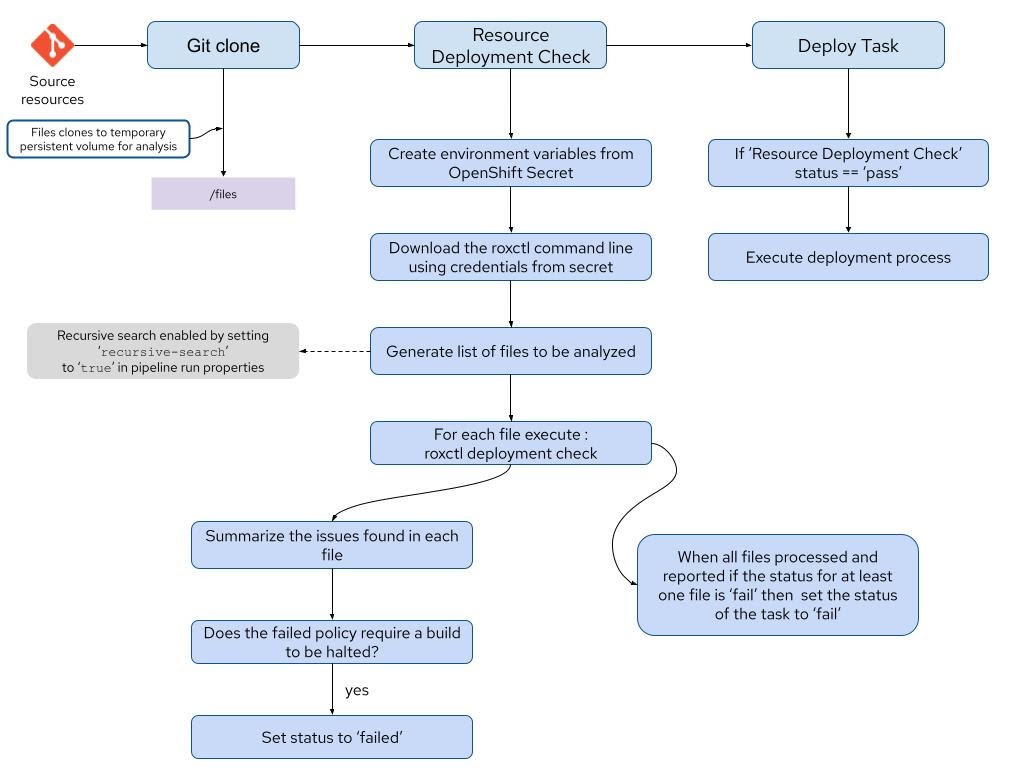 Git clone
Resource
Deployment Check
Deploy Task
Source
resources
Files clones to temporary
persistent volume for analysis
/files
Create environment variables from
OpenShift Secret
If ‘Resource Deployment Check’
status == ‘pass’
Download the roxctl command line
using credentials from secret
Execute deployment process
Recursive search enabled by setting
‘recursive-search’
to ‘true’ in pipeline run properties
Generate list of files to be analyzed
For each file execute :
roxctl deployment check
Summarize the issues found in each
file
When all files processed and
reported if the status for at least
one file is ‘fail’ then  set the status
of the task to ‘fail’
Does the failed policy require a build
to be halted?
yes
Set status to ‘failed’